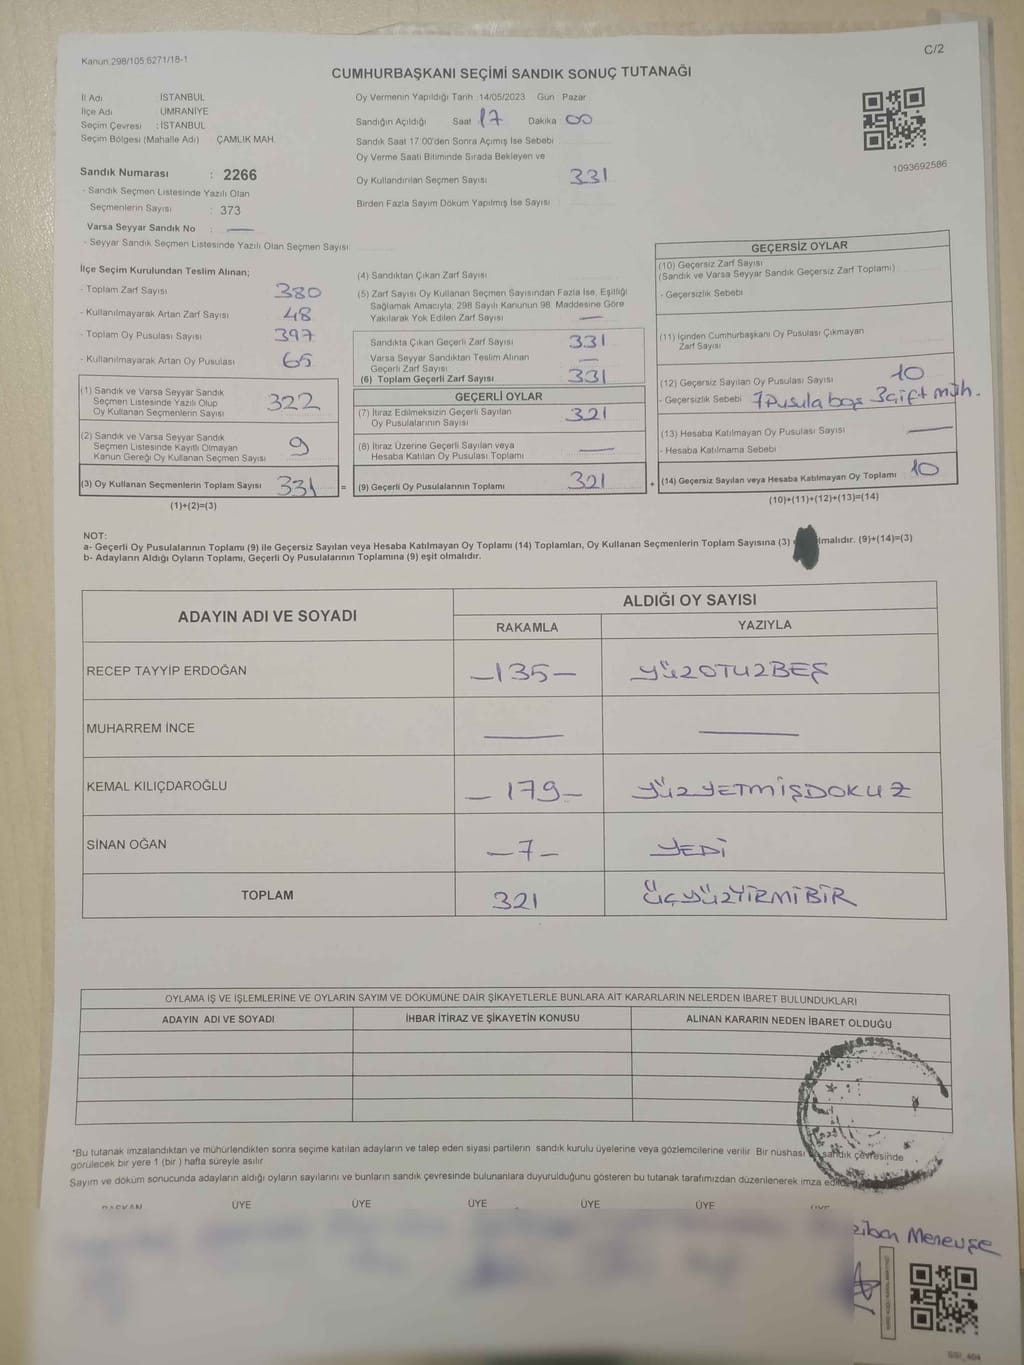 Kanun 298/105,6271/18-1
C/2
CUMHURBAŞKANI SEÇİMİ SANDIK SONUÇ TUTANAĞI
İl Adı İSTANBUL
İlçe Adı ÜMRANİYE
Seçim Çevresi : İSTANBUL
Seçim Bölgesi (Mahalle Adı) ÇAMLIK MAH.
Sandık Numarası : 2266
- Sandık Seçmen Listesinde Yazılı Olan
Seçmenlerin Sayısı : 373
Varsa Seyyar Sandık No :
- Seyyar Sandık Seçmen Listesinde Yazılı Olan Seçmen Sayısı
Oy Vermenin Yapıldığı Tarih :14/05/2023 Gün : Pazar
Sandığın Açıldığı Saat : 17 Dakika 00
Sandık Saat 17.00'den Sonra Açımış İse Sebebi
Oy Verme Saati Bitiminde Sırada Bekleyen ve
Oy Kullandırılan Seçmen Sayısı 331
Birden Fazla Sayım Döküm Yapılmış İse Sayısı
1093692586
İlçe Seçim Kurulundan Teslim Alınan;
- Toplam Zarf Sayısı 380
- Kullanılmayarak Artan Zarf Sayısı 48
- Toplam Oy Pusulası Sayısı 397
- Kullanılmayarak Artan Oy Pusulası 65
(1) Sandık ve Varsa Seyyar Sandık
Seçmen Listesinde Yazılı Olup
Oy Kullanan Seçmenlerin Sayısı 322
(2) Sandık ve Varsa Seyyar Sandık
Seçmen Listesinde Kayıtlı Olmayan
Kanun Gereği Oy Kullanan Seçmen Sayısı 9
(3) Oy Kullanan Seçmenlerin Toplam Sayısı 331 =
(1)+(2)=(3)
(4) Sandıktan Çıkan Zarf Sayısı
(5) Zarf Sayısı Oy Kullanan Seçmen Sayısından Fazla İse, Eşitliği
Sağlamak Amacıyla; 298 Sayılı Kanunun 98. Maddesine Göre
Yakılarak Yok Edilen Zarf Sayısı
Sandıkta Çıkan Geçerli Zarf Sayısı 331
Varsa Seyyar Sandıktan Teslim Alınan
Geçerli Zarf Sayısı
(6) Toplam Geçerli Zarf Sayısı 331
GEÇERLİ OYLAR
(7) İtiraz Edilmeksizin Geçerli Sayılan
Oy Pusulalarının Sayısı 321
(8) İtiraz Üzerine Geçerli Sayılan veya
Hesaba Katılan Oy Pusulası Toplamı
(9) Geçerli Oy Pusulalarının Toplamı 321 +
GEÇERSİZ OYLAR
(10) Geçersiz Zarf Sayısı
(Sandık ve Varsa Seyyar Sandık Geçersiz Zarf Toplamı)
- Geçersizlik Sebebi
(11) İçinden Cumhurbaşkanı Oy Pusulası Çıkmayan
Zarf Sayısı
(12) Geçersiz Sayılan Oy Pusulası Sayısı 10
- Geçersizlik Sebebi 7 Pusula boş 3 çift müh.
(13) Hesaba Katılmayan Oy Pusulası Sayısı
- Hesaba Katılmama Sebebi
(14) Geçersiz Sayılan veya Hesaba Katılmayan Oy Toplamı 10
(10)+(11)+(12)+(13)=(14)
NOT:
a- Geçerli Oy Pusulalarının Toplamı (9) ile Geçersiz Sayılan veya Hesaba Katılmayan Oy Toplamı (14) Toplamları, Oy Kullanan Seçmenlerin Toplam Sayısına (3) lmalıdır. (9)+(14)=(3)
b- Adayların Aldığı Oyların Toplamı, Geçerli Oy Pusulalarının Toplamına (9) eşit olmalıdır.
ADAYIN ADI VE SOYADI ALDIĞI OY SAYISI
RAKAMLA YAZIYLA
RECEP TAYYİP ERDOĞAN -135- YÜZOTUZBEŞ
MUHARREM İNCE
KEMAL KILIÇDAROĞLU -179- YÜZYETMİŞDOKUZ
SİNAN OĞAN -7- YEDİ
TOPLAM 321 ÜÇYÜZYİRMİBİR
OYLAMA İŞ VE İŞLEMLERİNE VE OYLARIN SAYIM VE DÖKÜMÜNE DAİR ŞİKAYETLERLE BUNLARA AİT KARARLARIN NELERDEN İBARET BULUNDUKLARI
ADAYIN ADI VE SOYADI İHBAR İTİRAZ VE ŞİKAYETİN KONUSU ALINAN KARARIN NEDEN İBARET OLDUĞU
*Bu tutanak imzalandıktan ve mühürlendikten sonra seçime katılan adayların ve talep eden siyasi partilerin sandık kurulu üyelerine veya gözlemcilerine verilir. Bir nüshası da sandık çevresinde
görülecek bir yere 1 (bir ) hafta süreyle asılır.
Sayım ve döküm sonucunda adayların aldığı oyların sayılarını ve bunların sandık çevresinde bulunanlara duyurulduğunu gösteren bu tutanak tarafımızdan düzenlenerek imza
BAŞKAN ÜYE ÜYE ÜYE ÜYE ÜYE ÜYE